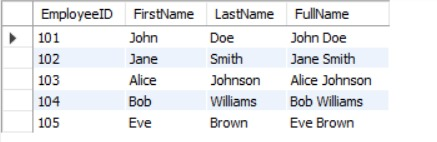 EmployeeID FirstName LastName FullName
101 John Doe John Doe
102 Jane Smith Jane Smith
103 Alice Johnson Alice Johnson
104 Bob Williams Bob Williams
105 Eve Brown Eve Brown